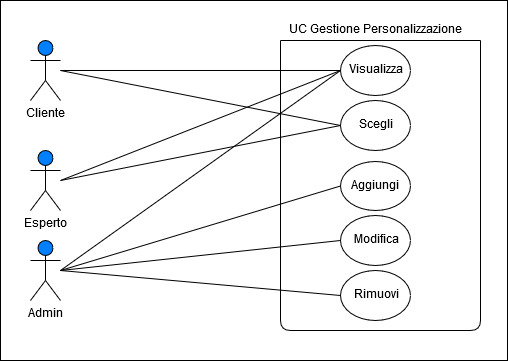 UC Gestione Personalizzazione
Visualizza
Cliente
Scegli
Aggiungi
Esperto
Modifica
Rimuovi
Admin